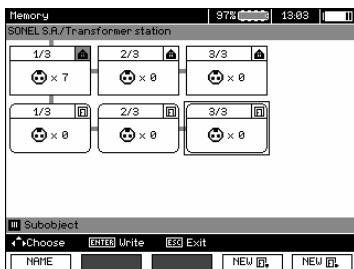 Memory 97% 13:03
SONEL S.A./Transformer station
1/3 2/3 3/3
x 7 x 0 x 0
1/3 2/3 3/3
x 0 x 0 x 0
Subobject
Choose ENTER Write ESC Exit
NAME NEW NEW